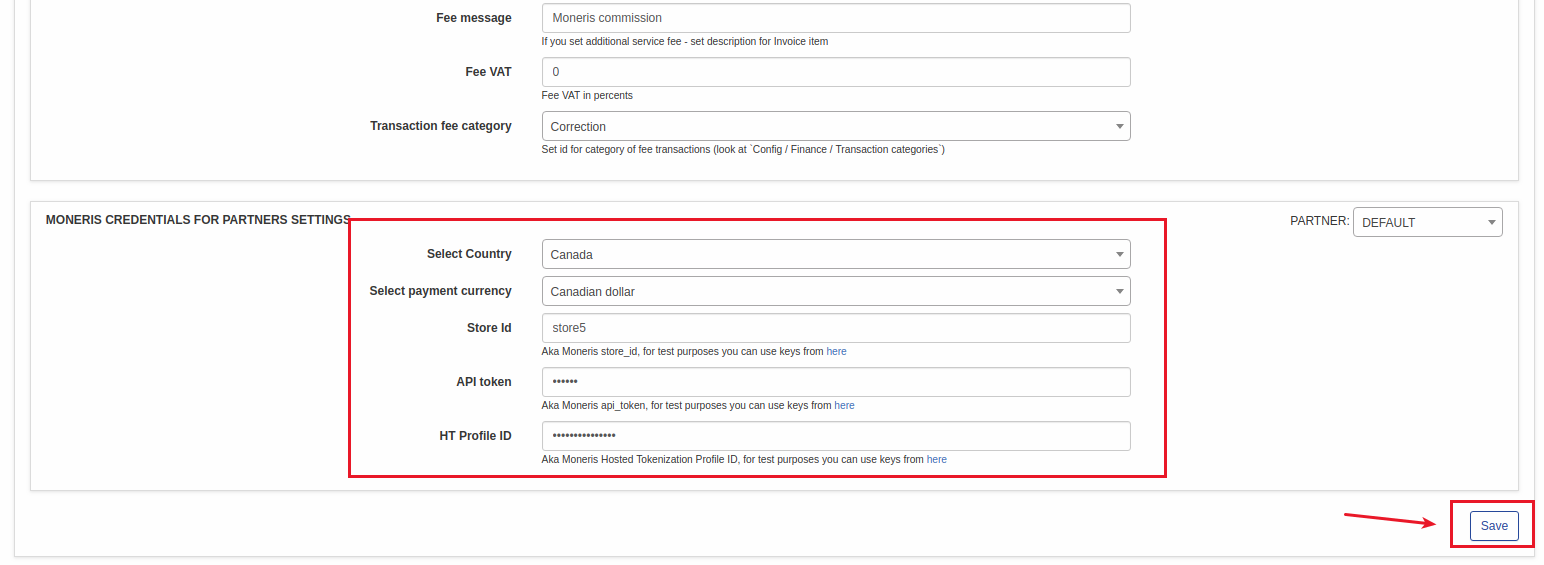 Fee message Moneris commission
If you set additional service fee - set description for Invoice item
Fee VAT 0
Fee VAT in percents
Transaction fee category Correction
Set id for category of fee transactions (look at `Config / Finance / Transaction categories`)
MONERIS CREDENTIALS FOR PARTNERS SETTINGS
PARTNER: DEFAULT
Select Country Canada
Select payment currency Canadian dollar
Store Id store5
Aka Moneris store_id, for test purposes you can use keys from here
API token ••••••
Aka Moneris api_token, for test purposes you can use keys from here
HT Profile ID •••••••••••••••
Aka Moneris Hosted Tokenization Profile ID, for test purposes you can use keys from here
Save